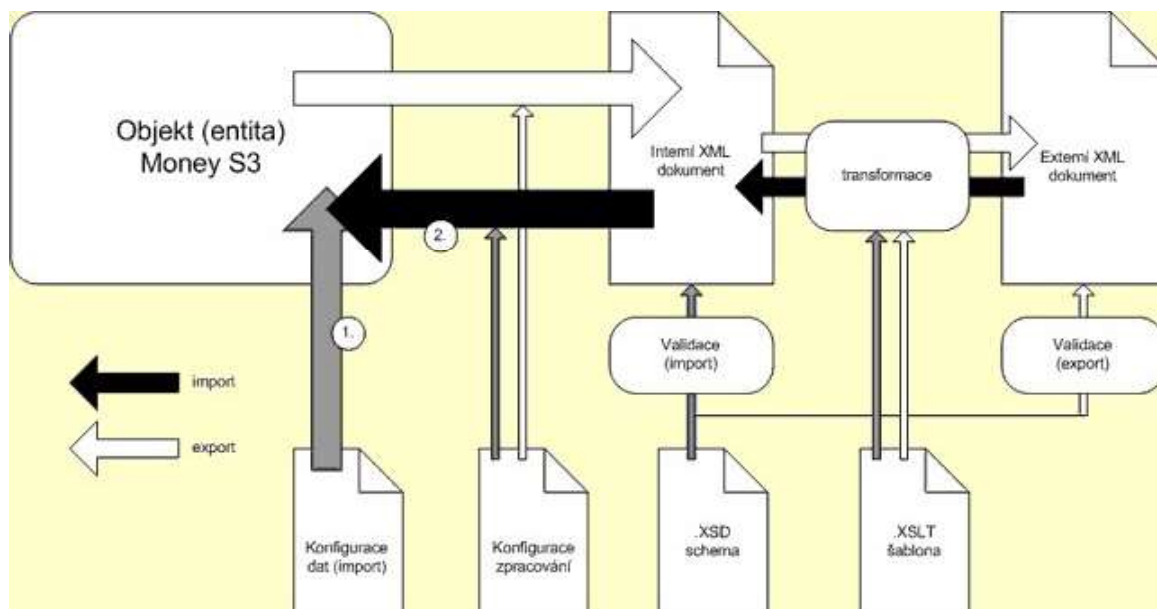 Objekt (entita)
Money S3
Interní XML
dokument
transformace
Externí XML
dokument
2.
1.
Validace
(import)
Validace
(export)
import
export
Konfigurace
dat (import)
Konfigurace
zpracování
.XSD
schema
.XSLT
šablona